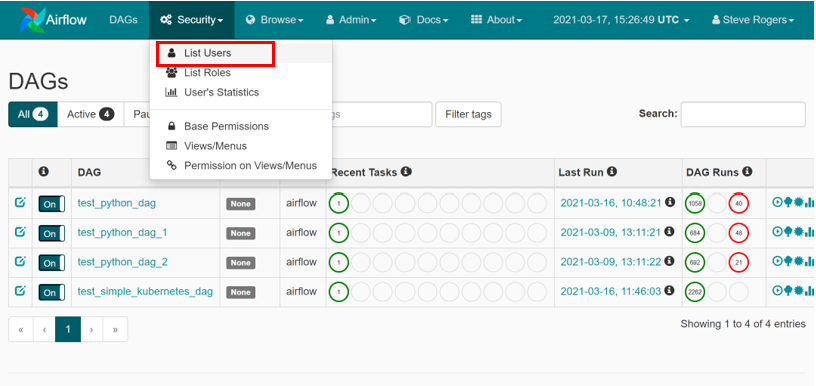 Airflow DAGs Security Browse Admin Docs About 2021-03-17, 15:26:49 UTC Steve Rogers
List Users
List Roles
User's Statistics
Base Permissions
Views/Menus
Permission on Views/Menus
DAGs
All 4 Active 4 Filter tags Search:
DAG Recent Tasks Last Run DAG Runs
On test_python_dag None airflow 1 2021-03-16, 10:48:21 1058 40
On test_python_dag_1 None airflow 1 2021-03-09, 13:11:21 684 48
On test_python_dag_2 None airflow 1 2021-03-09, 13:11:22 692 21
On test_simple_kubernetes_dag None airflow 1 2021-03-16, 11:46:03 2262
« ‹ 1 › »
Showing 1 to 4 of 4 entries